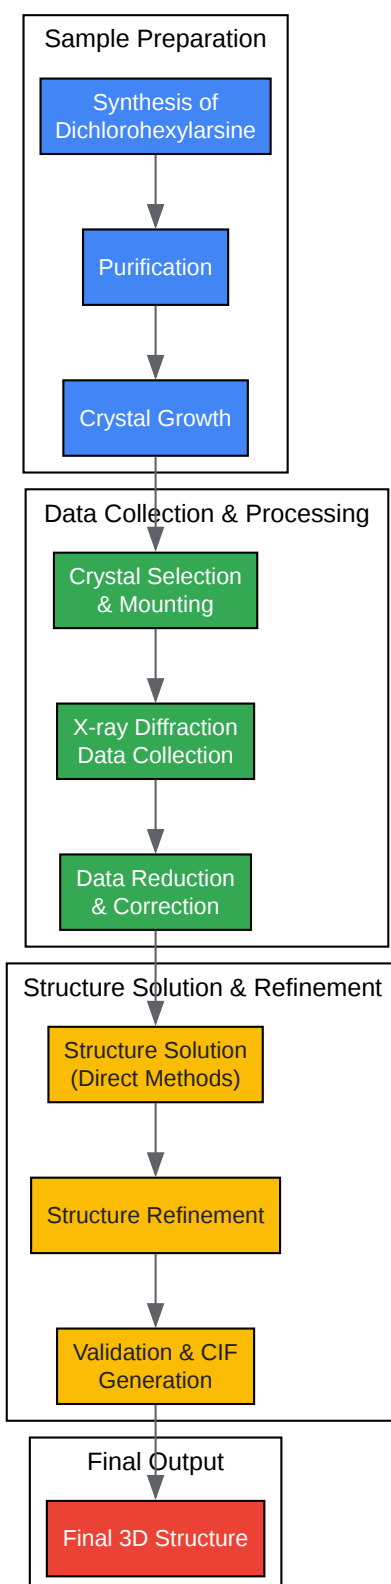 Sample Preparation
Synthesis of
Dichlorohexylarsine
Purification
Crystal Growth
Data Collection & Processing
Crystal Selection
& Mounting
X-ray Diffraction
Data Collection
Data Reduction
& Correction
Structure Solution & Refinement
Structure Solution
(Direct Methods)
Structure Refinement
Validation & CIF
Generation
Final Output
Final 3D Structure